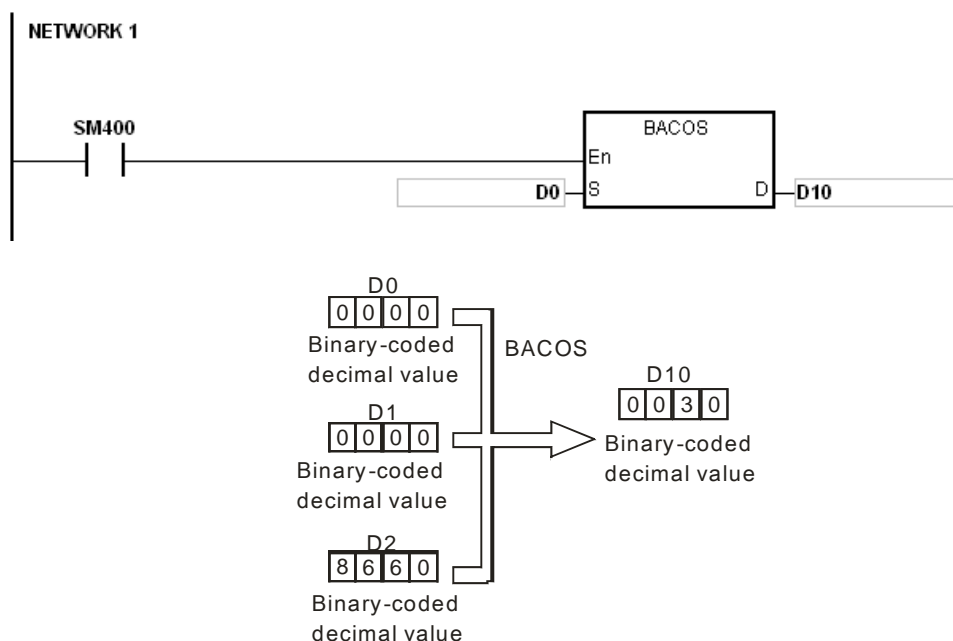 NETWORK 1
SM400
BACOS
En
D0 S D D10
D0
0 0 0 0
Binary-coded
decimal value
BACOS
D1
0 0 0 0
Binary-coded
decimal value
D10
0 0 3 0
Binary-coded
decimal value
D2
8 6 6 0
Binary-coded
decimal value